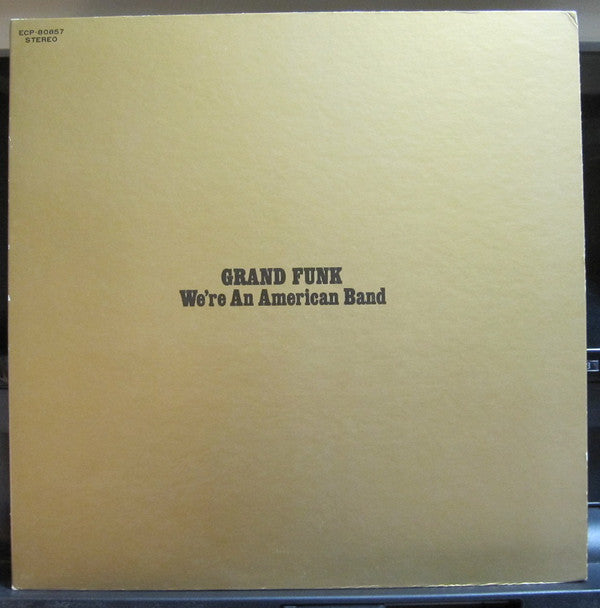 ECP-80857
STEREO
GRAND FUNK
We're An American Band